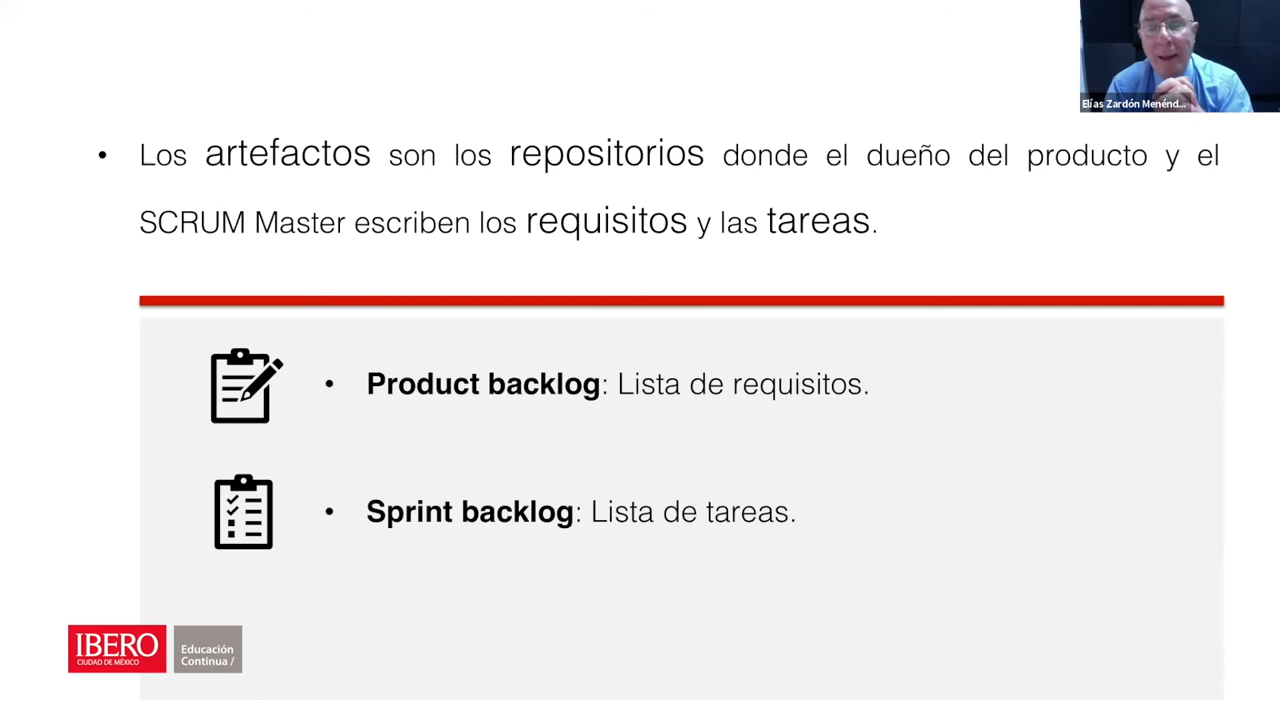 Elías Zardón Menénd...
• Los artefactos son los repositorios donde el dueño del producto y el
SCRUM Master escriben los requisitos y las tareas.
• Product backlog: Lista de requisitos.
• Sprint backlog: Lista de tareas.
IBERO
CIUDAD DE MÉXICO
Educación
Continua /